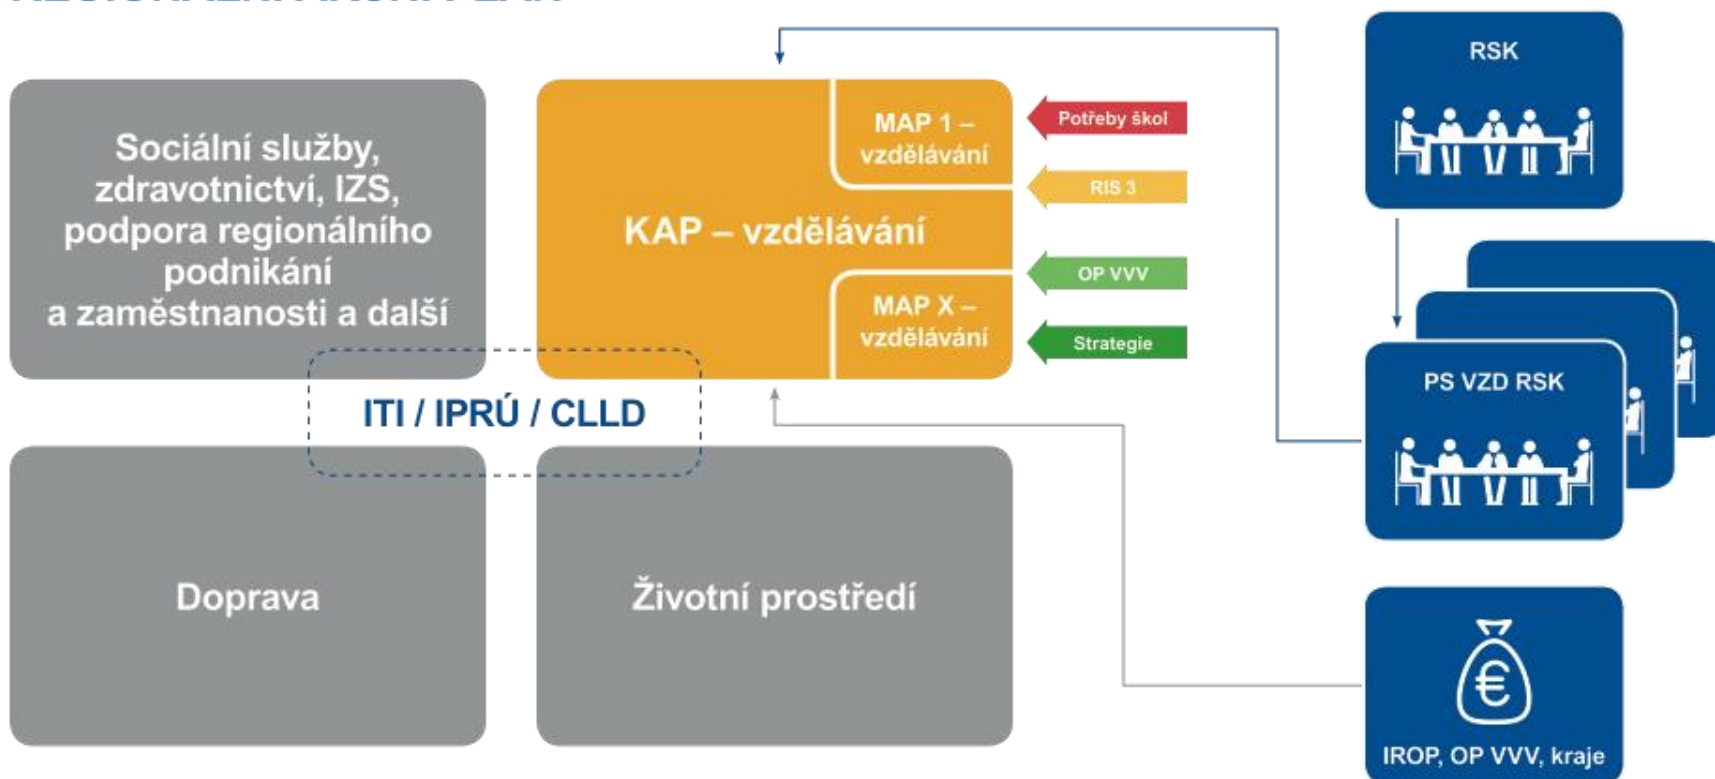 Sociální služby,
zdravotnictví, IZS,
podpora regionálního
podnikání
a zaměstnanosti a další
KAP – vzdělávání
MAP 1 –
vzdělávání
MAP X –
vzdělávání
Potřeby škol
RIS 3
OP VVV
Strategie
ITI / IPRÚ / CLLD
Doprava
Životní prostředí
RSK
PS VZD RSK
€
IROP, OP VVV, kraje